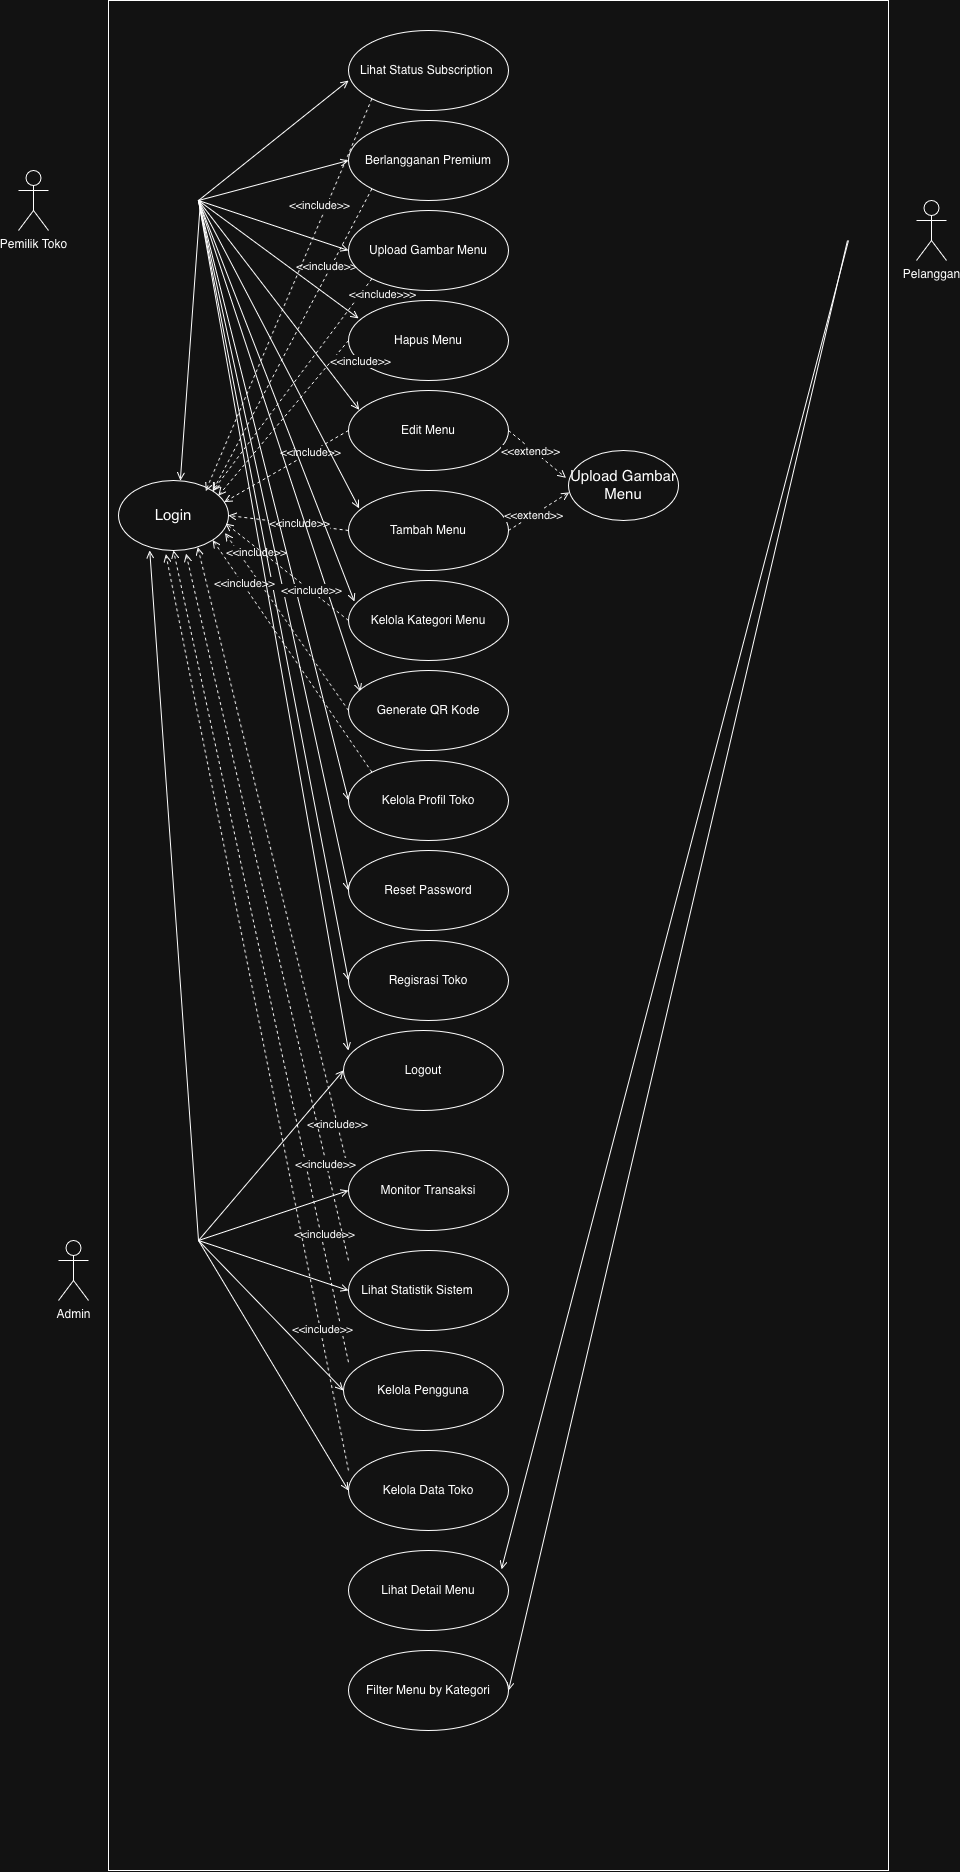 Lihat Status Subscription
Berlangganan Premium
<<include>>
Pemilik Toko
Upload Gambar Menu
Pelanggan
<<include>>
<<include>>>
Hapus Menu
<<include>>
Edit Menu
<<include>>
<<extend>>
Upload Gambar
Menu
Login
<<include>>
<<extend>>
Tambah Menu
<<include>>
<<include>>
<<include>>
Kelola Kategori Menu
Generate QR Kode
Kelola Profil Toko
Reset Password
Regisrasi Toko
Logout
<<include>>
<<include>>
Monitor Transaksi
<<include>>
Lihat Statistik Sistem
Admin
<<include>>
Kelola Pengguna
Kelola Data Toko
Lihat Detail Menu
Filter Menu by Kategori